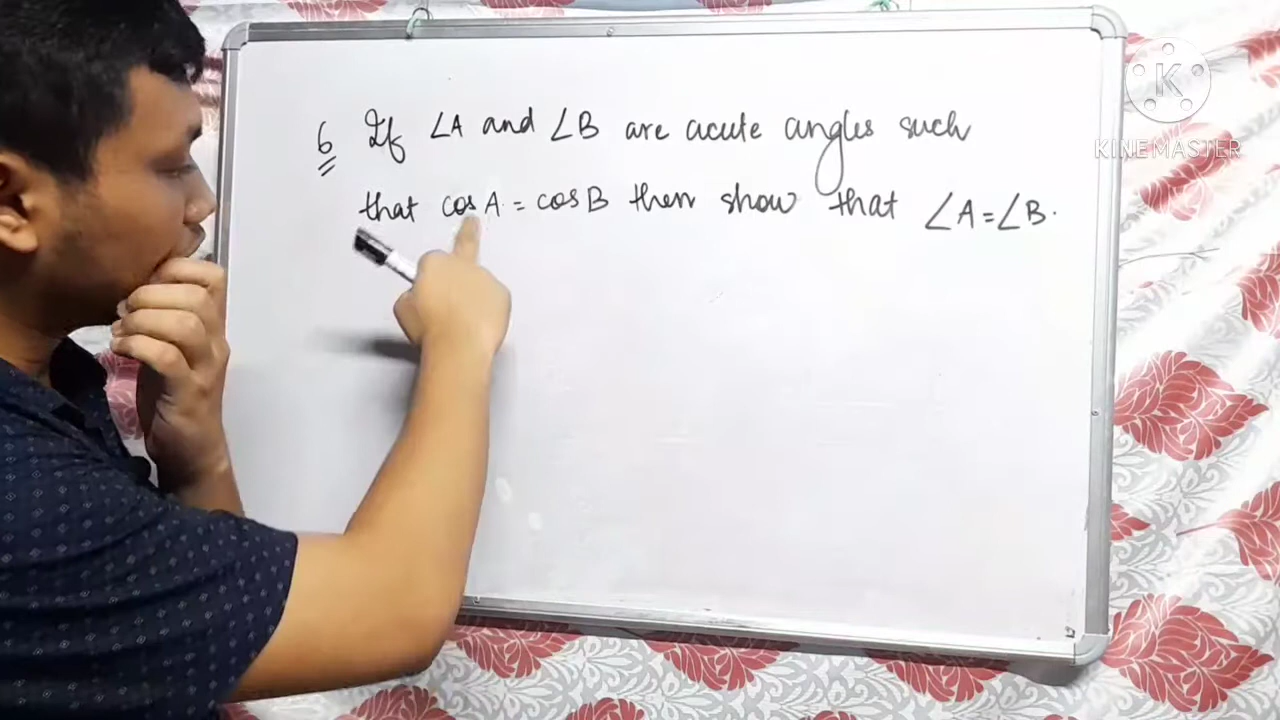 6 If ∠A and ∠B are acute angles such
that cos A = cos B then show that ∠A = ∠B.
K
KINEMASTER